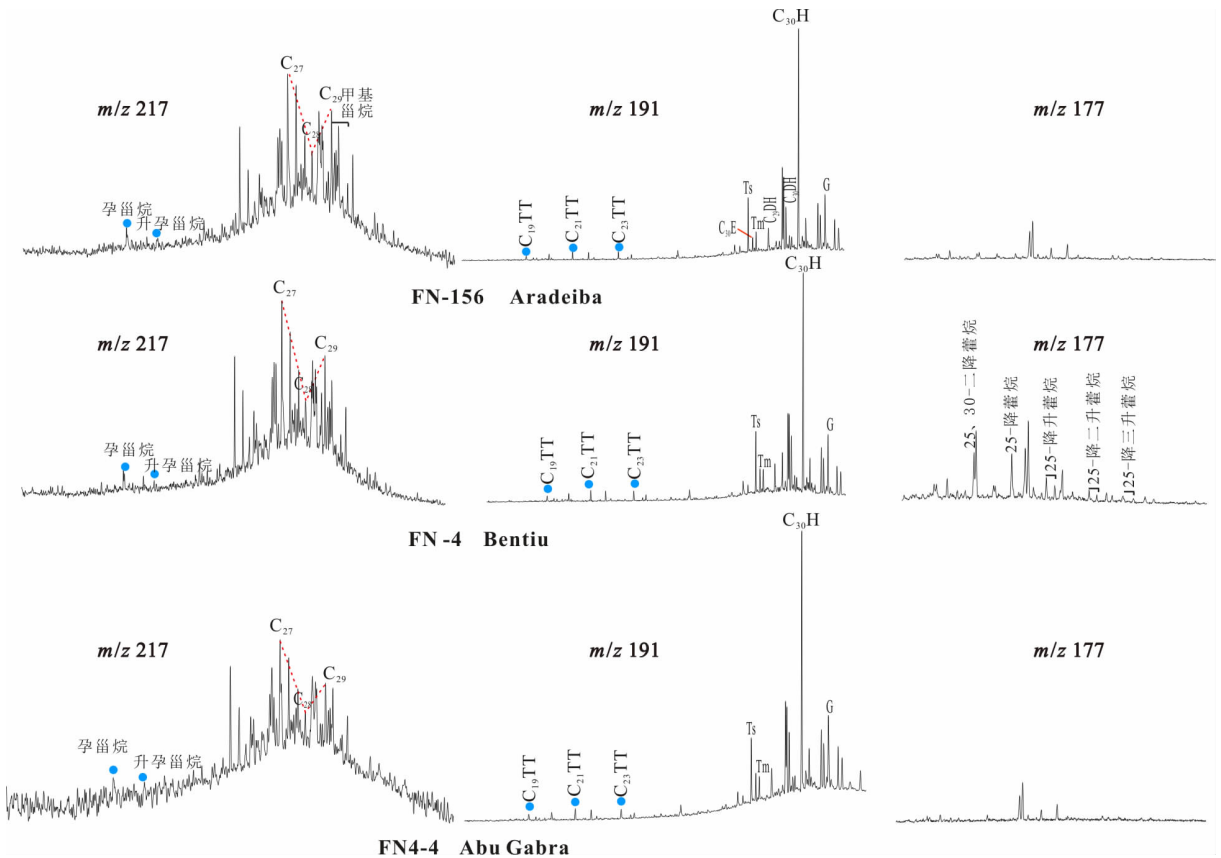 C₃₀H
C₂₇
C₂₉ 甲基
甾烷
m/z 217
m/z 191
m/z 177
C₂₈
孕甾烷
升孕甾烷
C₁₉TT
C₂₁TT
C₂₃TT
Ts
Tm
C₂₉DH
G
FN-156 Aradeiba
C₃₀H
C₂₇
C₂₉
m/z 217
m/z 191
m/z 177
孕甾烷
升孕甾烷
C₁₉TT
C₂₁TT
C₂₃TT
Ts
Tm
G
25、30-二降藿烷
25-降藿烷
25-降升藿烷
25-降二升藿烷
25-降三升藿烷
FN -4 Bentiu
C₃₀H
C₂₇
C₂₉
m/z 217
m/z 191
m/z 177
C₂₈
孕甾烷
升孕甾烷
C₁₉TT
C₂₁TT
C₂₃TT
Ts
Tm
G
FN4-4 Abu Gabra